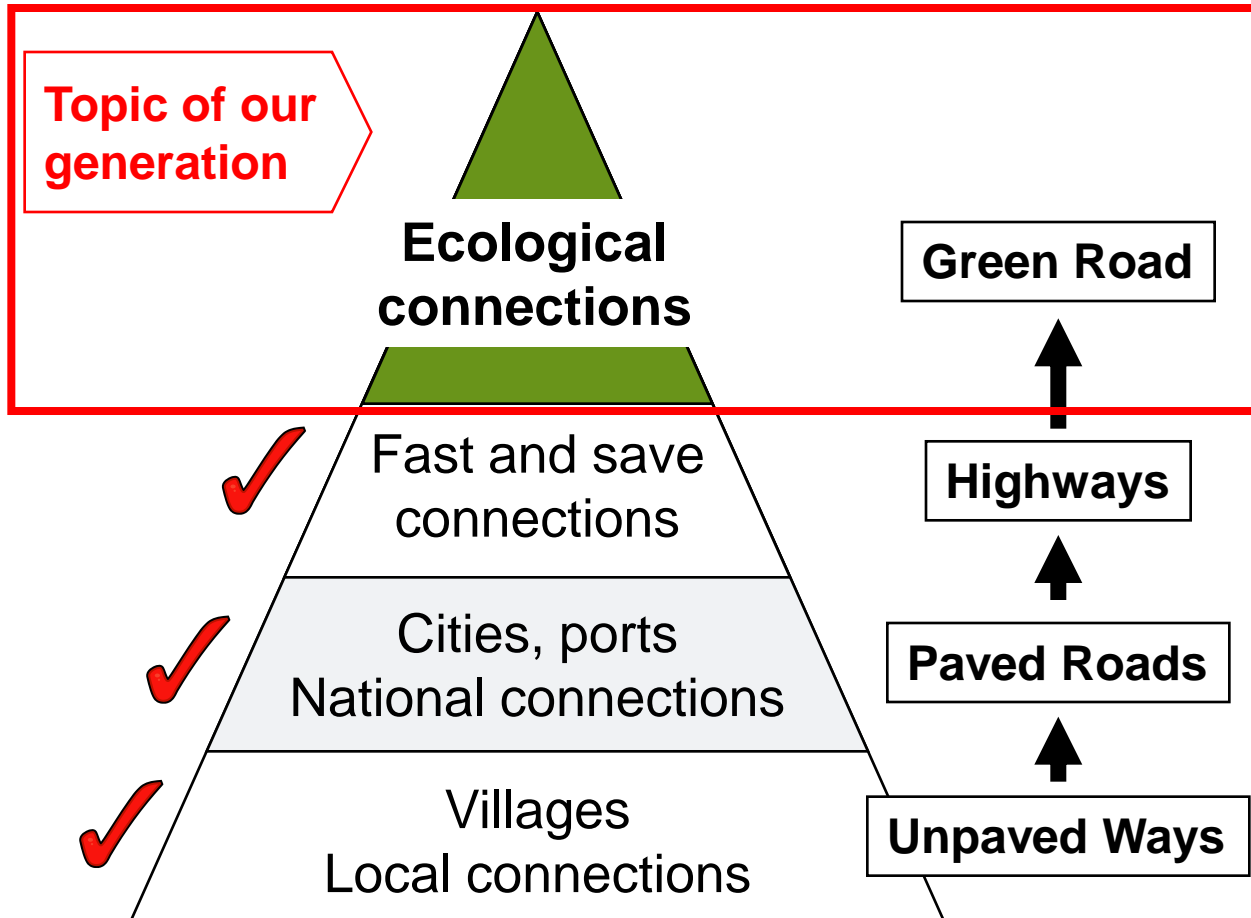 Topic of our
generation
Ecological
connections
Green Road
Fast and save
connections
Highways
Cities, ports
National connections
Paved Roads
Villages
Local connections
Unpaved Ways